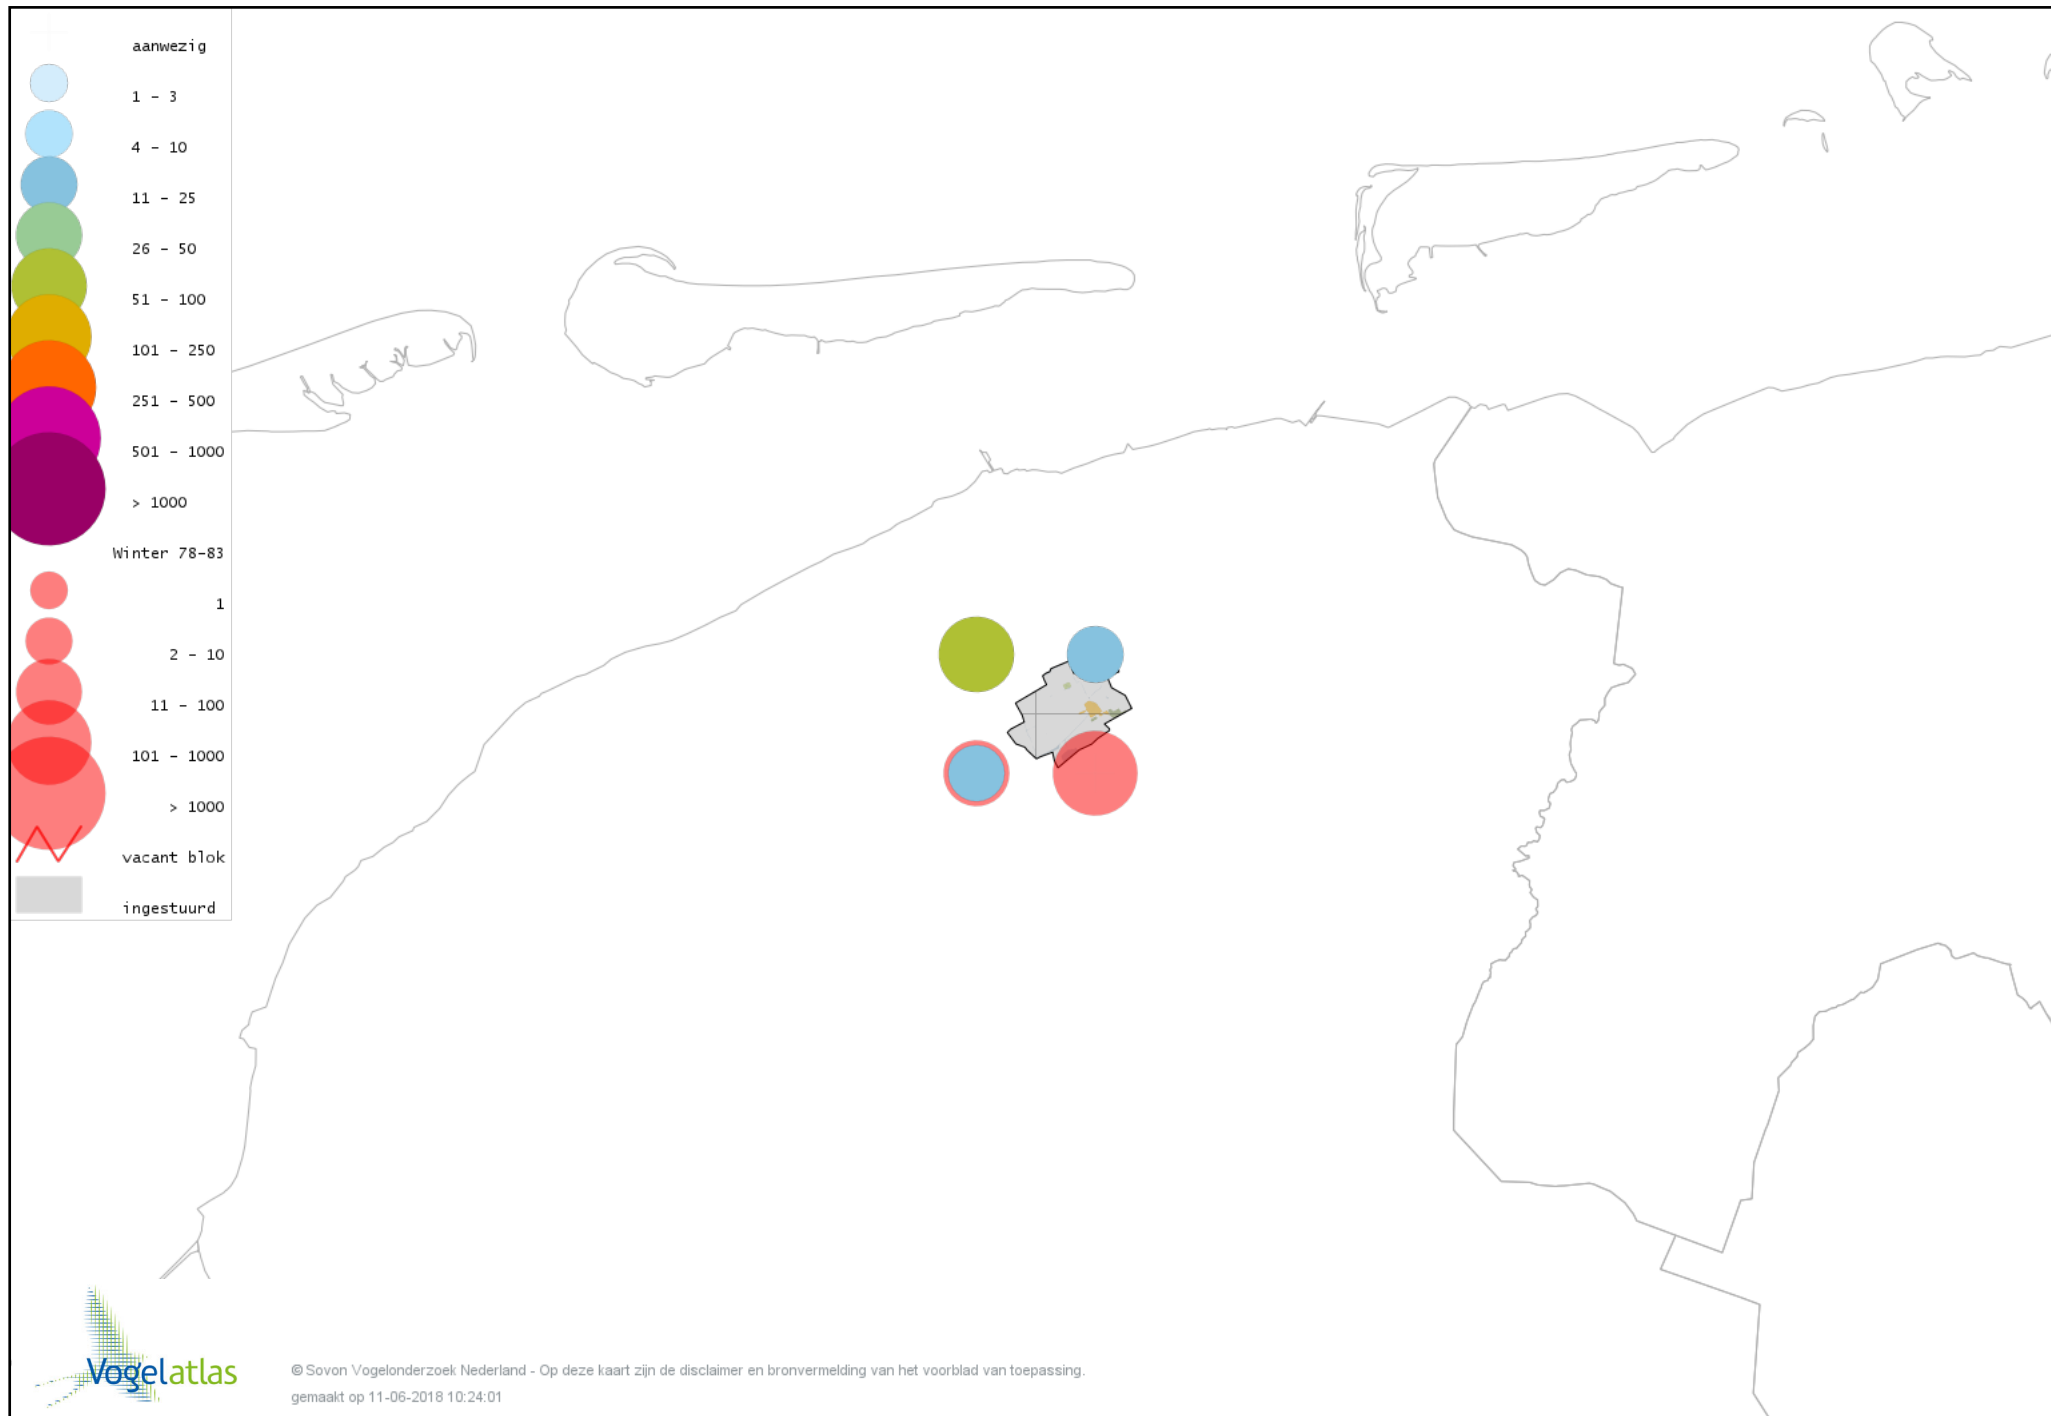 aanwezig
1 - 3
4 - 10
11 - 25
26 - 50
51 - 100
101 - 250
251 - 500
501 - 1000
> 1000
Winter 78-83
1
2 - 10
11 - 100
101 - 1000
> 1000
vacant blok
ingestuurd
Vogelatlas
© Sovon Vogelonderzoek Nederland - Op deze kaart zijn de disclaimer en bronvermelding van het voorblad van toepassing.
gemaakt op 11-06-2018 10:24:01